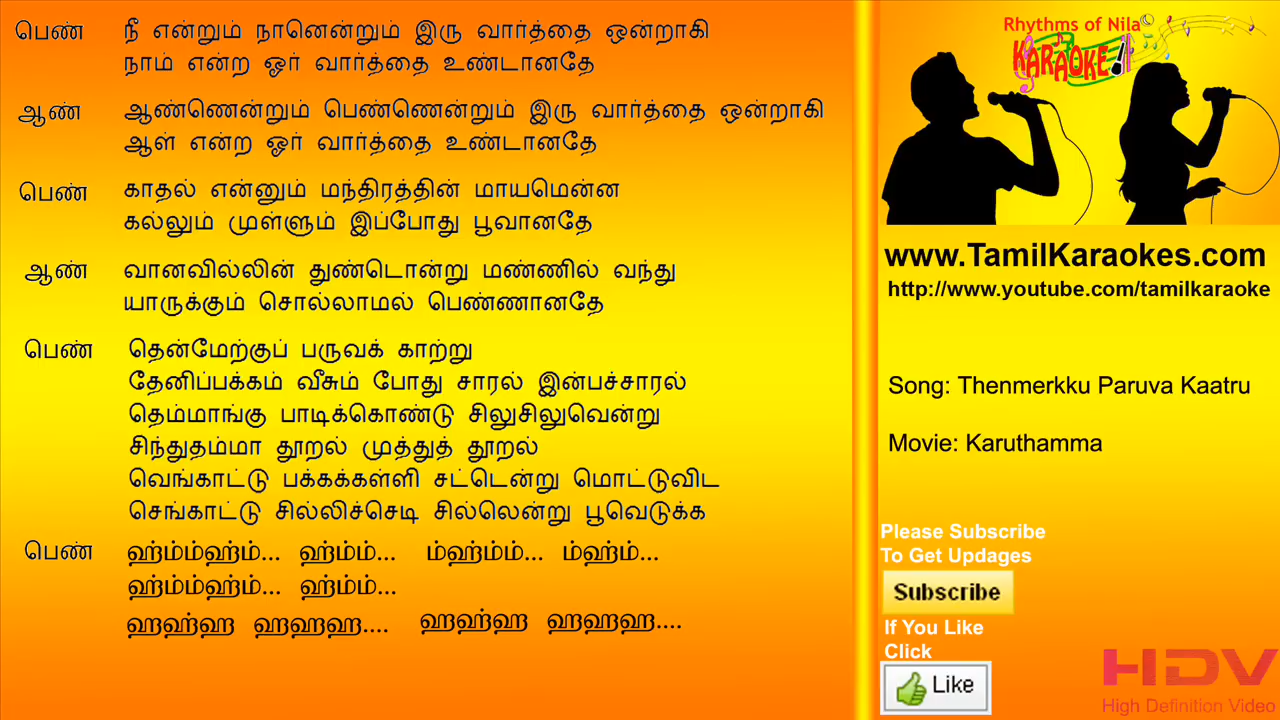 பெண் நீ என்றும் நானென்றும் இரு வார்த்தை ஒன்றாகி
நாம் என்ற ஓர் வார்த்தை உண்டானதே
ஆண் ஆண்ணென்றும் பெண்ணென்றும் இரு வார்த்தை ஒன்றாகி
ஆள் என்ற ஓர் வார்த்தை உண்டானதே
பெண் காதல் என்னும் மந்திரத்தின் மாயமென்ன
கல்லும் முள்ளும் இப்போது பூவானதே
ஆண் வானவில்லின் துண்டொன்று மண்ணில் வந்து
யாருக்கும் சொல்லாமல் பெண்ணானதே
பெண் தென்மேற்குப் பருவக் காற்று
தேனிப்பக்கம் வீசும் போது சாரல் இன்பச்சாரல்
தெம்மாங்கு பாடிக்கொண்டு சிலுசிலுவென்று
சிந்துதம்மா தூறல் முத்துத் தூறல்
வெங்காட்டு பக்கக்கள்ளி சட்டென்று மொட்டுவிட
செங்காட்டு சில்லிச்செடி சில்லென்று பூவெடுக்க
பெண் ஹ்ம்ம்ஹ்ம்... ஹ்ம்ம்... ம்ஹ்ம்ம்... ம்ஹ்ம்...
ஹ்ம்ம்ஹ்ம்... ஹ்ம்ம்...
ஹஹ்ஹ ஹஹஹ.... ஹஹ்ஹ ஹஹஹ....
Rhythms of Nila
KARAOKE!
www.TamilKaraokes.com
http://www.youtube.com/tamilkaraoke
Song: Thenmerkku Paruva Kaatru
Movie: Karuthamma
Please Subscribe
To Get Updages
Subscribe
If You Like
Click
Like
HDV
High Definition Video